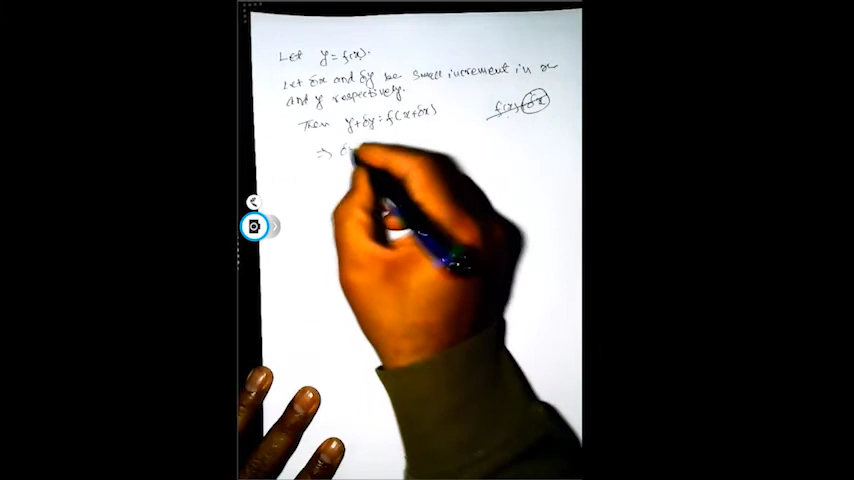 Let y = f(x).
Let δx and δy be small increment in x
and y respectively.
Then y+δy = f(x+δx) f(x)+δx
⇒ δ